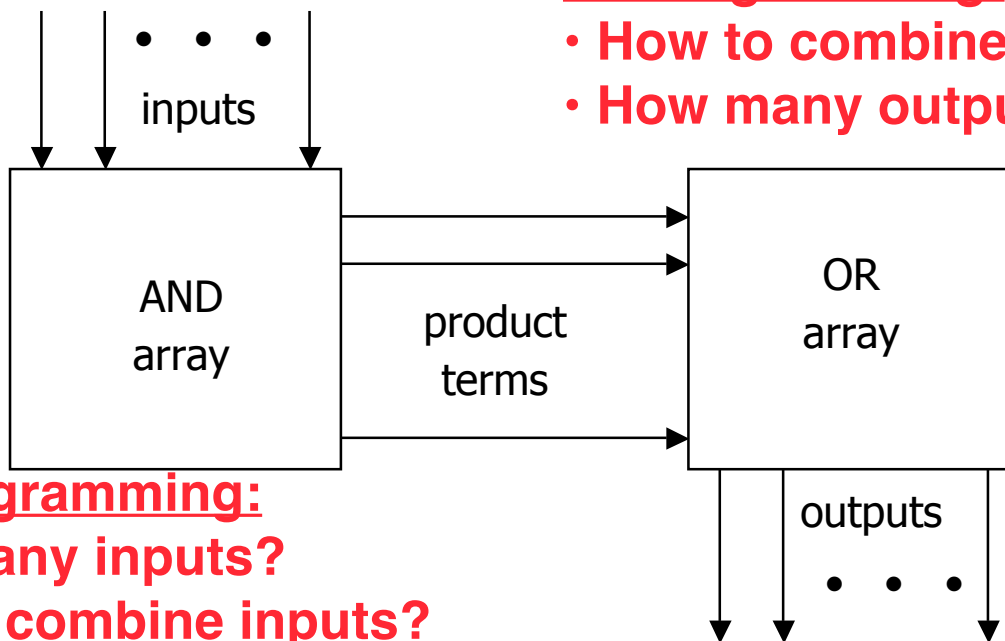 • How to combine
• How many outpu
inputs
AND
array
product
terms
OR
array
gramming:
any inputs?
combine inputs?
outputs